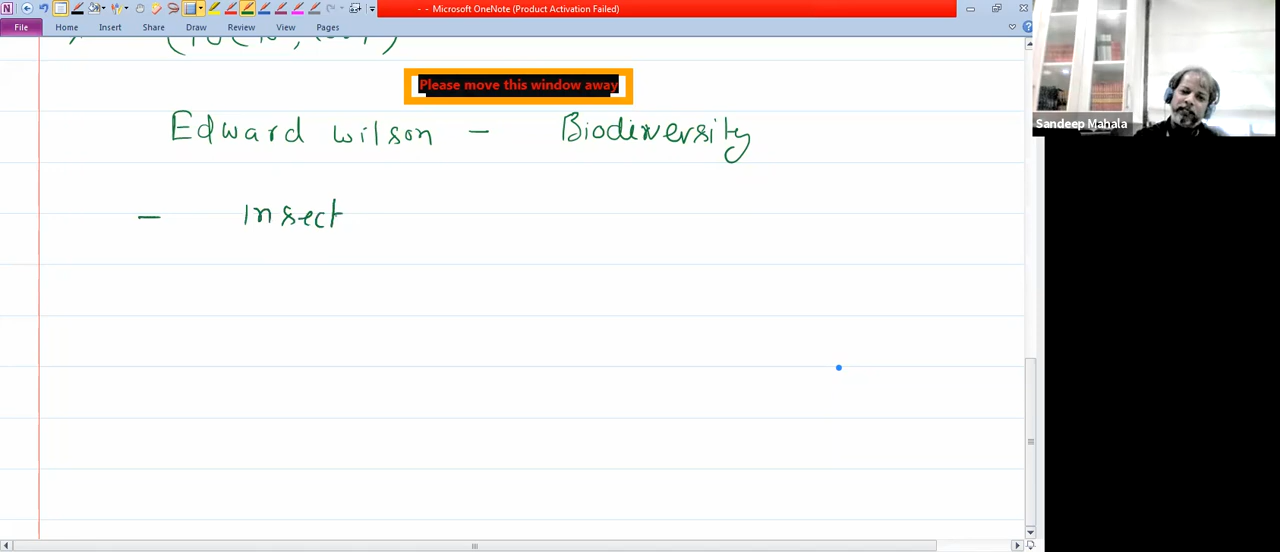 - - Microsoft OneNote (Product Activation Failed)
File Home Insert Share Draw Review View Pages
Please move this window away
Edward Wilson - Biodiversity
- Insect
Sandeep Mahala